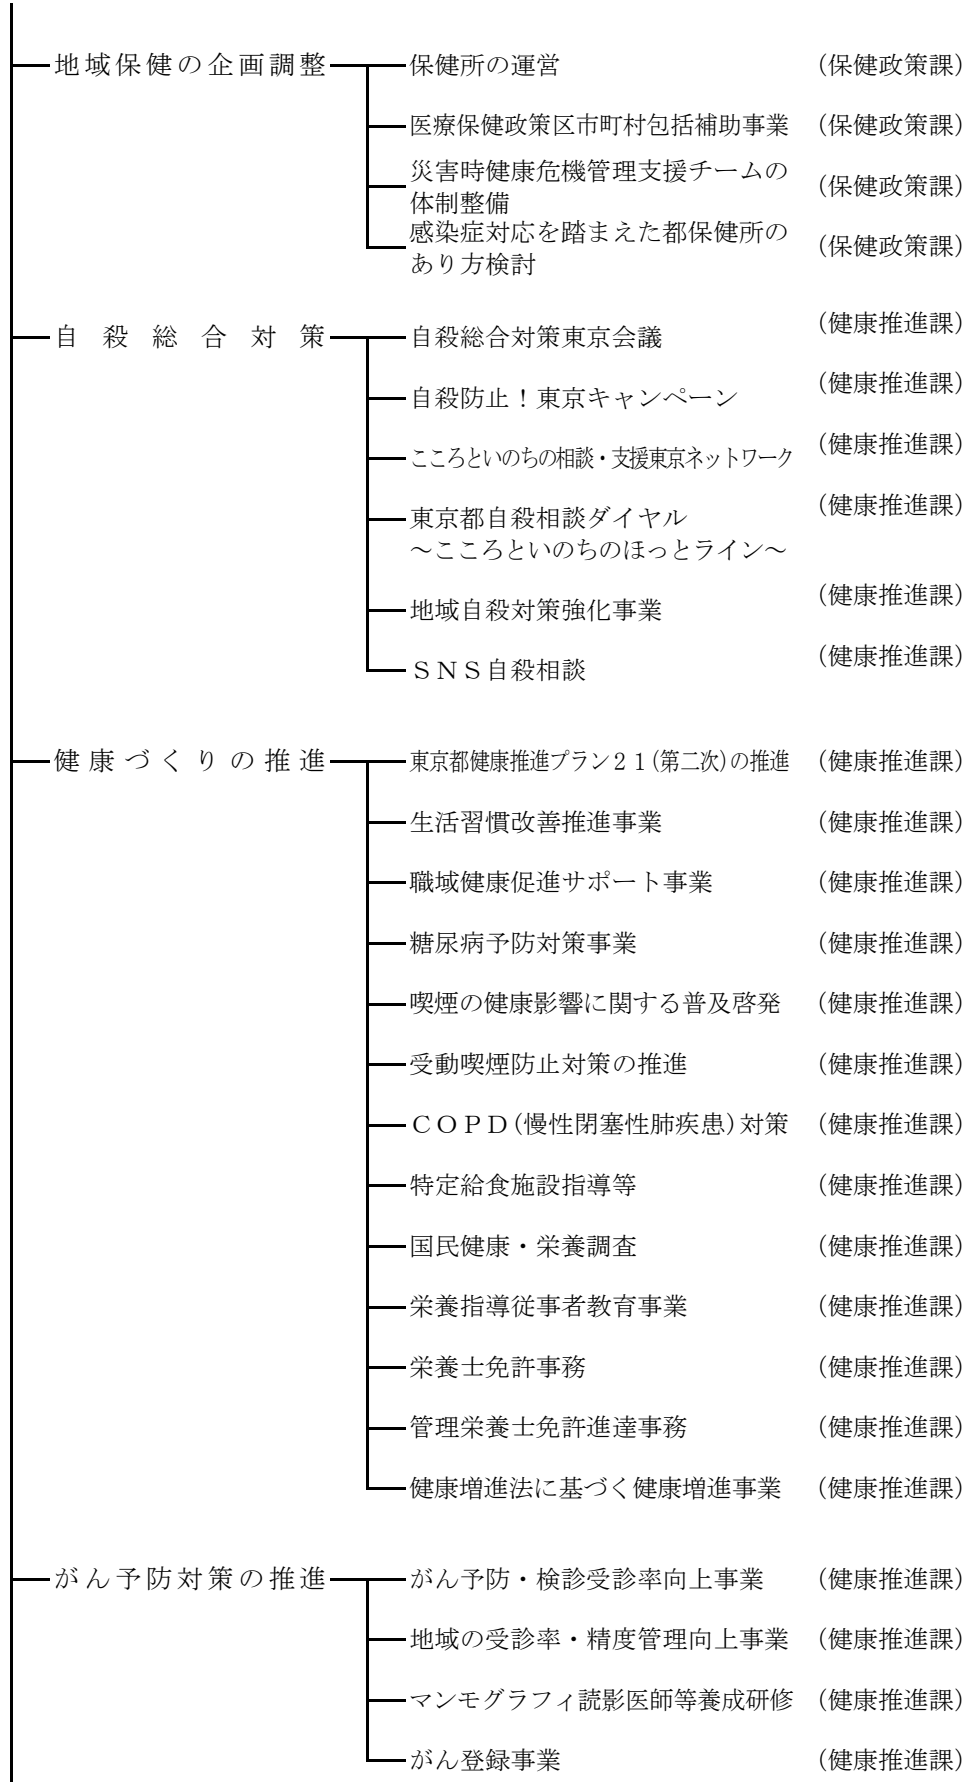 地域保健の企画調整 保健所の運営 (保健政策課)
医療保健政策区市町村包括補助事業 (保健政策課)
災害時健康危機管理支援チームの
体制整備 (保健政策課)
感染症対応を踏まえた都保健所の
あり方検討 (保健政策課)
自殺総合対策 自殺総合対策東京会議 (健康推進課)
自殺防止！東京キャンペーン (健康推進課)
こころといのちの相談・支援東京ネットワーク (健康推進課)
東京都自殺相談ダイヤル (健康推進課)
～こころといのちのほっとライン～
地域自殺対策強化事業 (健康推進課)
ＳＮＳ自殺相談 (健康推進課)
健康づくりの推進 東京都健康推進プラン２１(第二次)の推進 (健康推進課)
生活習慣改善推進事業 (健康推進課)
職域健康促進サポート事業 (健康推進課)
糖尿病予防対策事業 (健康推進課)
喫煙の健康影響に関する普及啓発 (健康推進課)
受動喫煙防止対策の推進 (健康推進課)
ＣＯＰＤ(慢性閉塞性肺疾患)対策 (健康推進課)
特定給食施設指導等 (健康推進課)
国民健康・栄養調査 (健康推進課)
栄養指導従事者教育事業 (健康推進課)
栄養士免許事務 (健康推進課)
管理栄養士免許進達事務 (健康推進課)
健康増進法に基づく健康増進事業 (健康推進課)
がん予防対策の推進 がん予防・検診受診率向上事業 (健康推進課)
地域の受診率・精度管理向上事業 (健康推進課)
マンモグラフィ読影医師等養成研修 (健康推進課)
がん登録事業 (健康推進課)